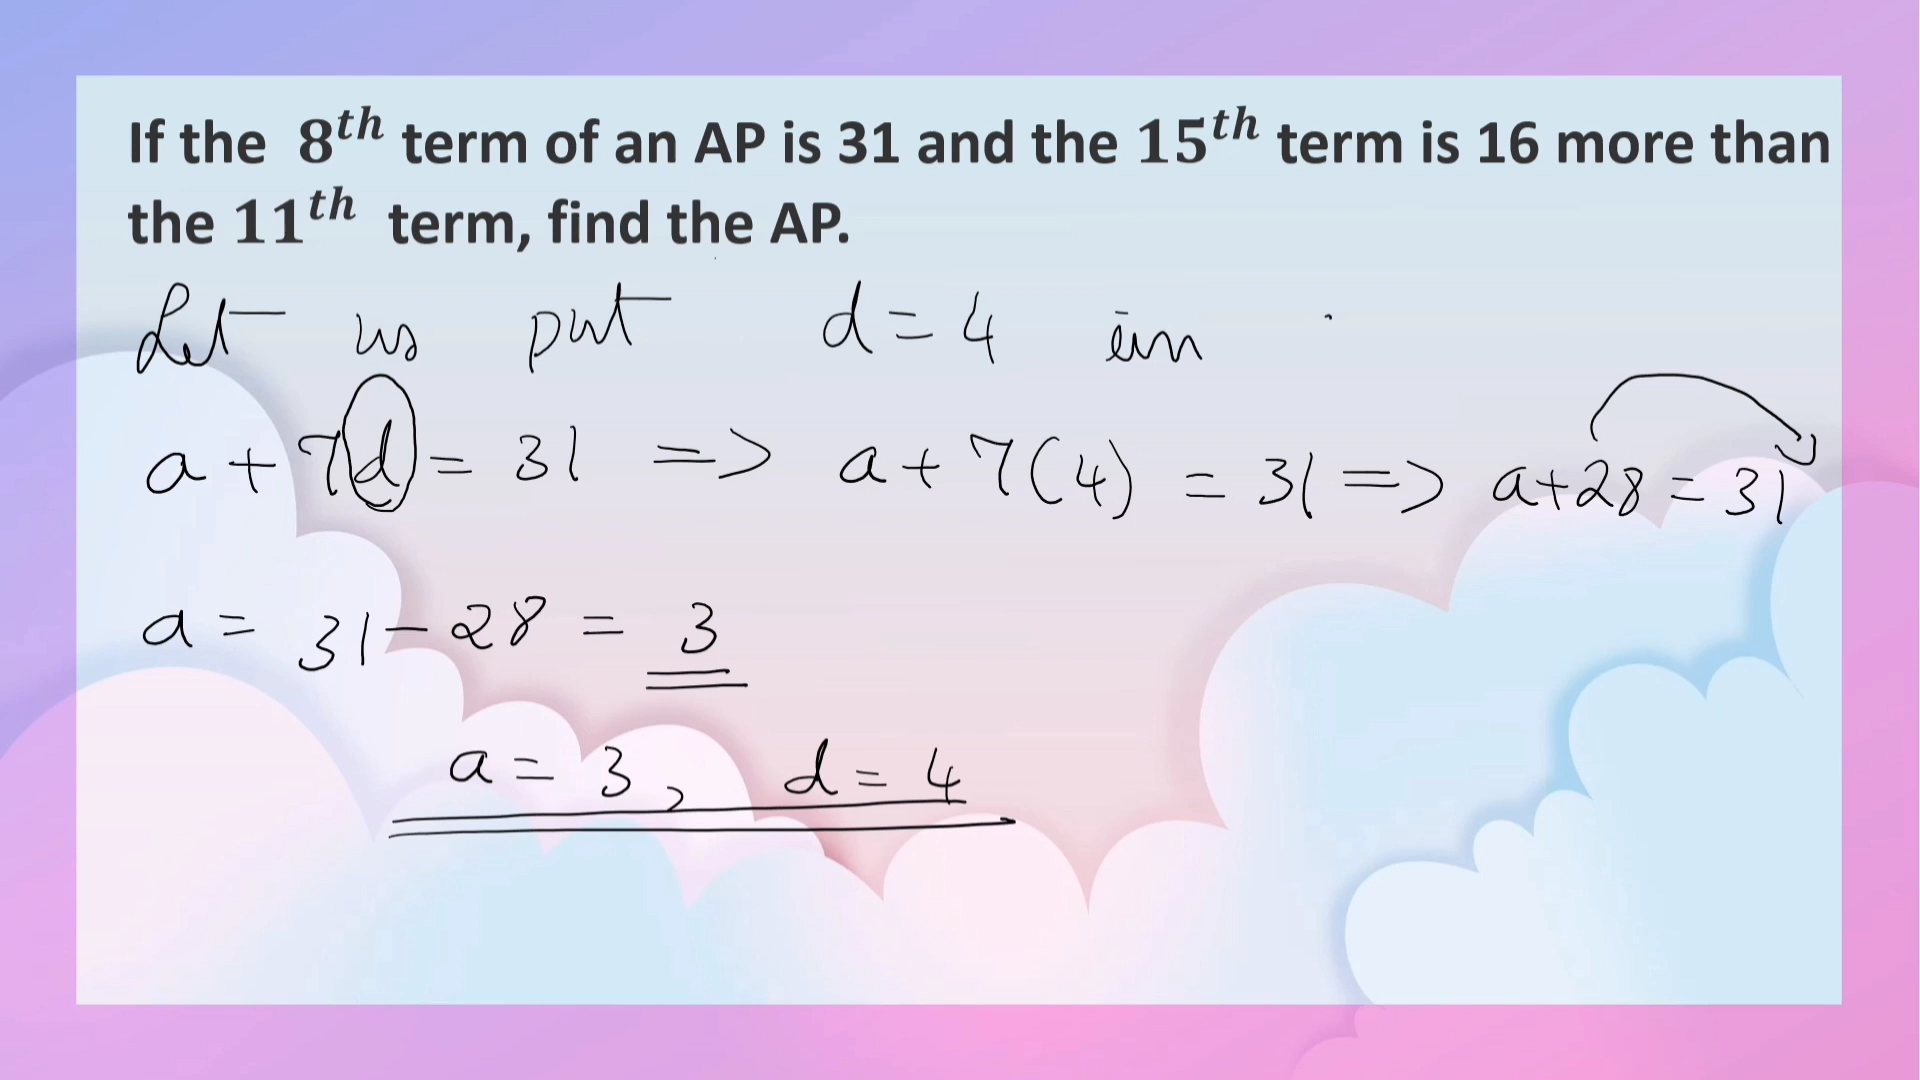 If the 8th term of an AP is 31 and the 15th term is 16 more than
the 11th term, find the AP.
Let us put d = 4 in
a + 7d = 31 => a + 7(4) = 31 => a + 28 = 31
a = 31 - 28 = 3
a = 3, d = 4